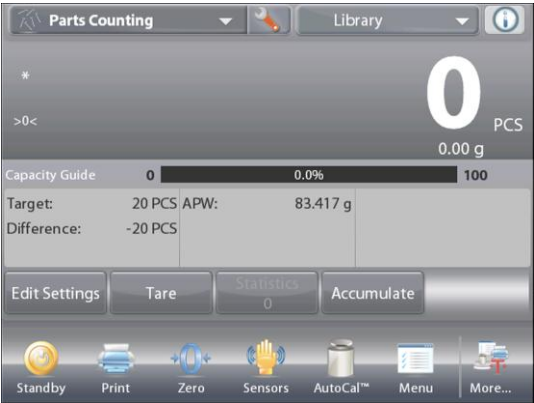 Parts Counting
Library
*
0
>0<
PCS
0.00 g
Capacity Guide 0 0.0% 100
Target: 20 PCS APW: 83.417 g
Difference: -20 PCS
Edit Settings Tare Statistics Accumulate
0
Standby Print Zero Sensors AutoCal™ Menu More...